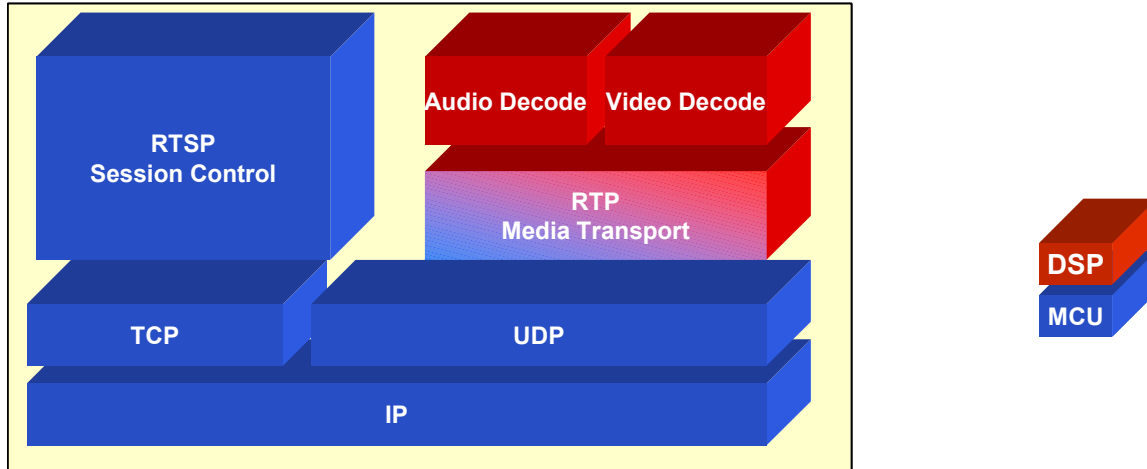 RTSP
Session Control
Audio Decode
Video Decode
RTP
Media Transport
TCP
UDP
IP
DSP
MCU